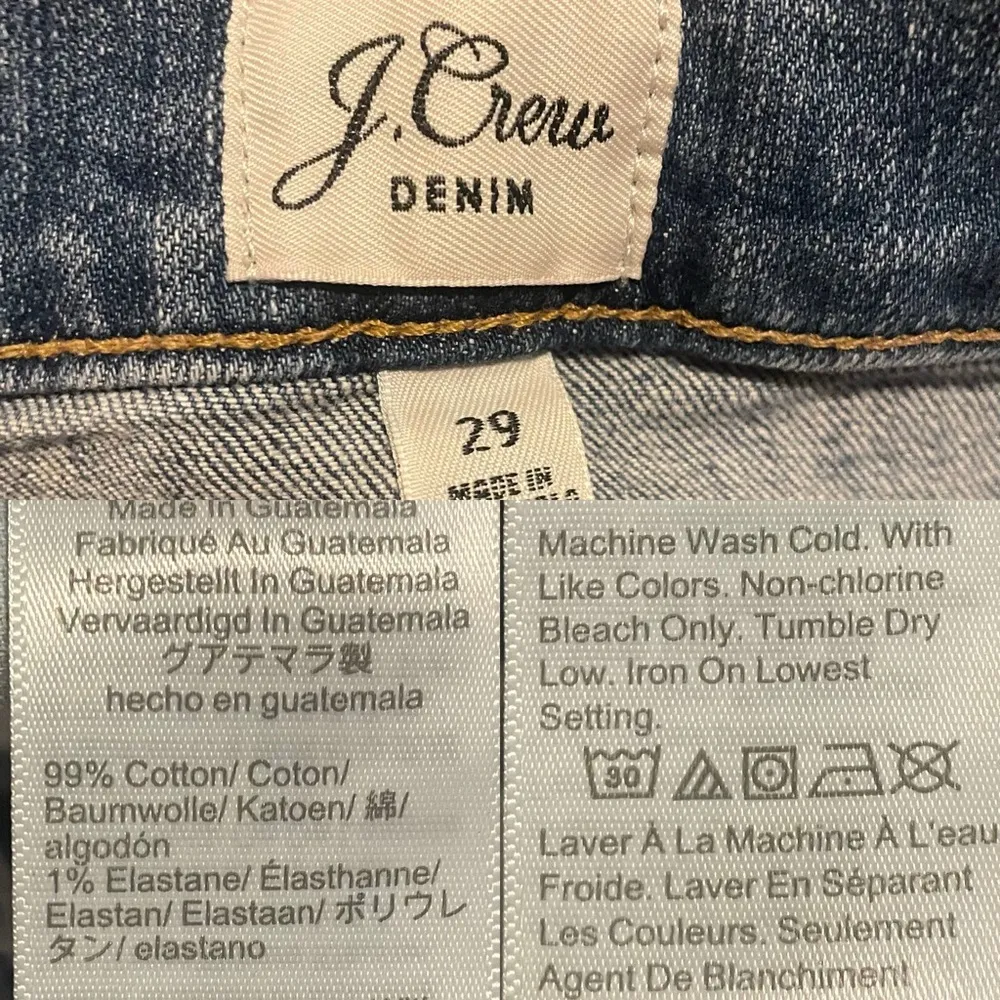 J.Crew
DENIM
29
MADE IN
Made In Guatemala
Fabriqué Au Guatemala
Hergestellt In Guatemala
Vervaardigd In Guatemala
グアテマラ製
hecho en guatemala
99% Cotton/ Coton/
Baumwolle/ Katoen/ 綿/
algodón
1% Elastane/ Élasthanne/
Elastan/ Elastaan/ ポリウレ
タン/ elastano
Machine Wash Cold. With
Like Colors. Non-chlorine
Bleach Only. Tumble Dry
Low. Iron On Lowest
Setting.
30
Laver À La Machine À L'eau
Froide. Laver En Séparant
Les Couleurs. Seulement
Agent De Blanchiment